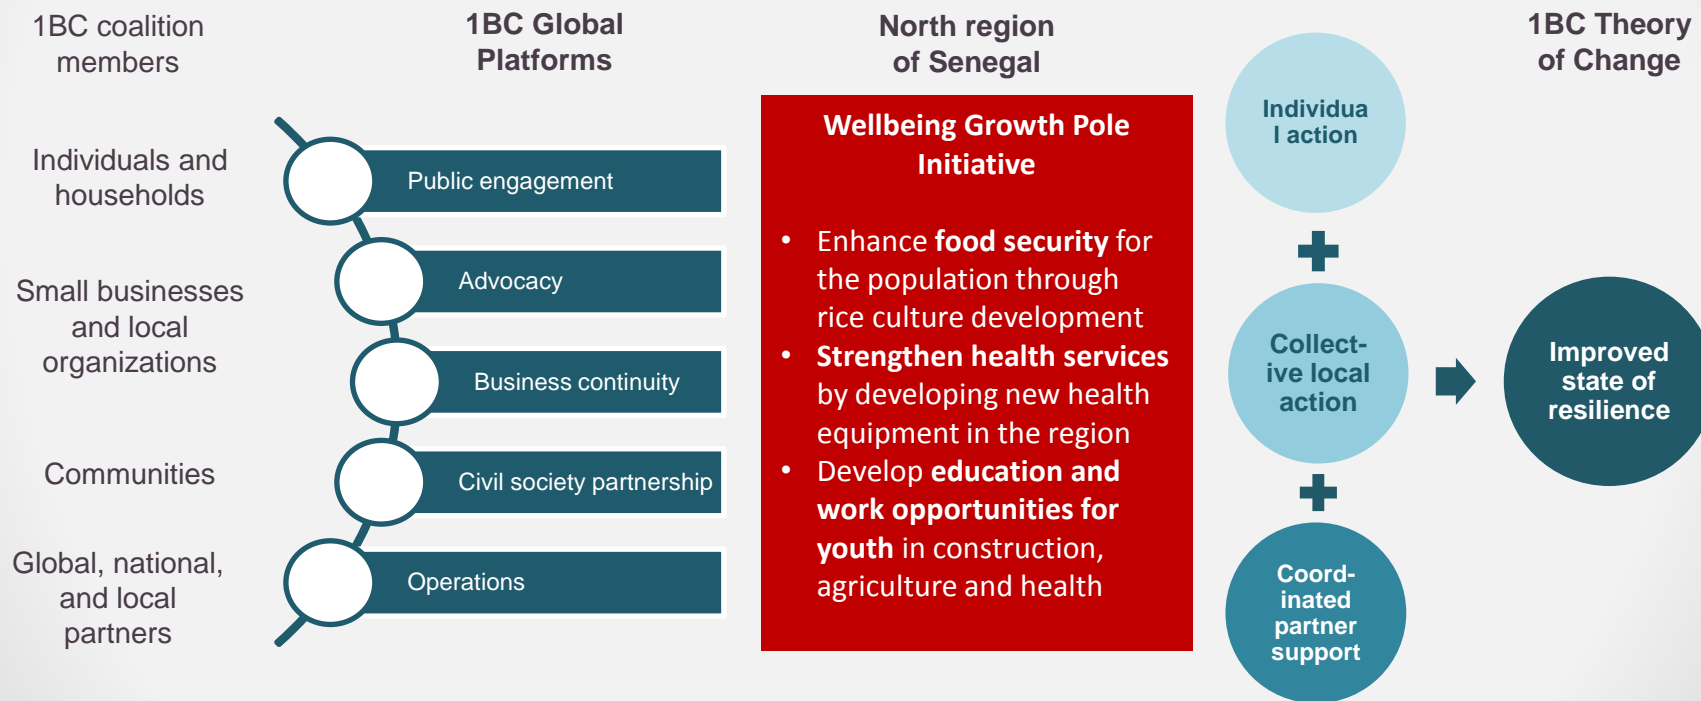 1BC coalition
members
Individuals and
households
Small businesses
and local
organizations
Communities
Global, national,
and local
partners
1BC Global
Platforms
Public engagement
Advocacy
Business continuity
Civil society partnership
Operations
North region
of Senegal
Wellbeing Growth Pole
Initiative
• Enhance food security for
the population through
rice culture development
• Strengthen health services
by developing new health
equipment in the region
• Develop education and
work opportunities for
youth in construction,
agriculture and health
Individua
l action
Collect-
ive local
action
Coord-
inated
partner
support
1BC Theory
of Change
Improved
state of
resilience